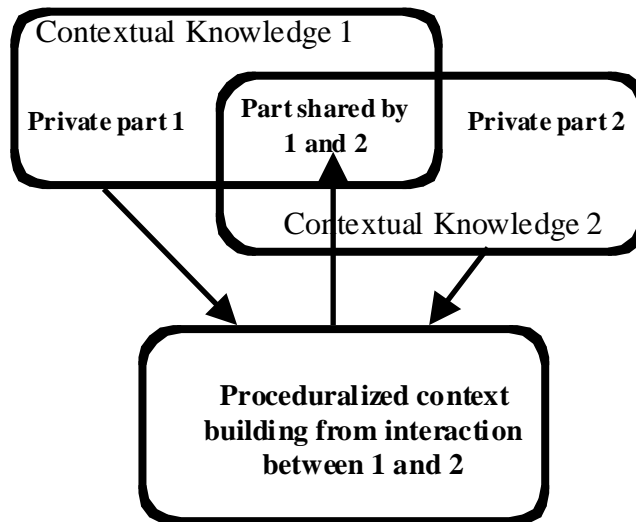 Contextual Knowledge 1
Private part 1
Part shared by
1 and 2
Private part 2
Contextual Knowledge 2
Proceduralized context
building from interaction
between 1 and 2